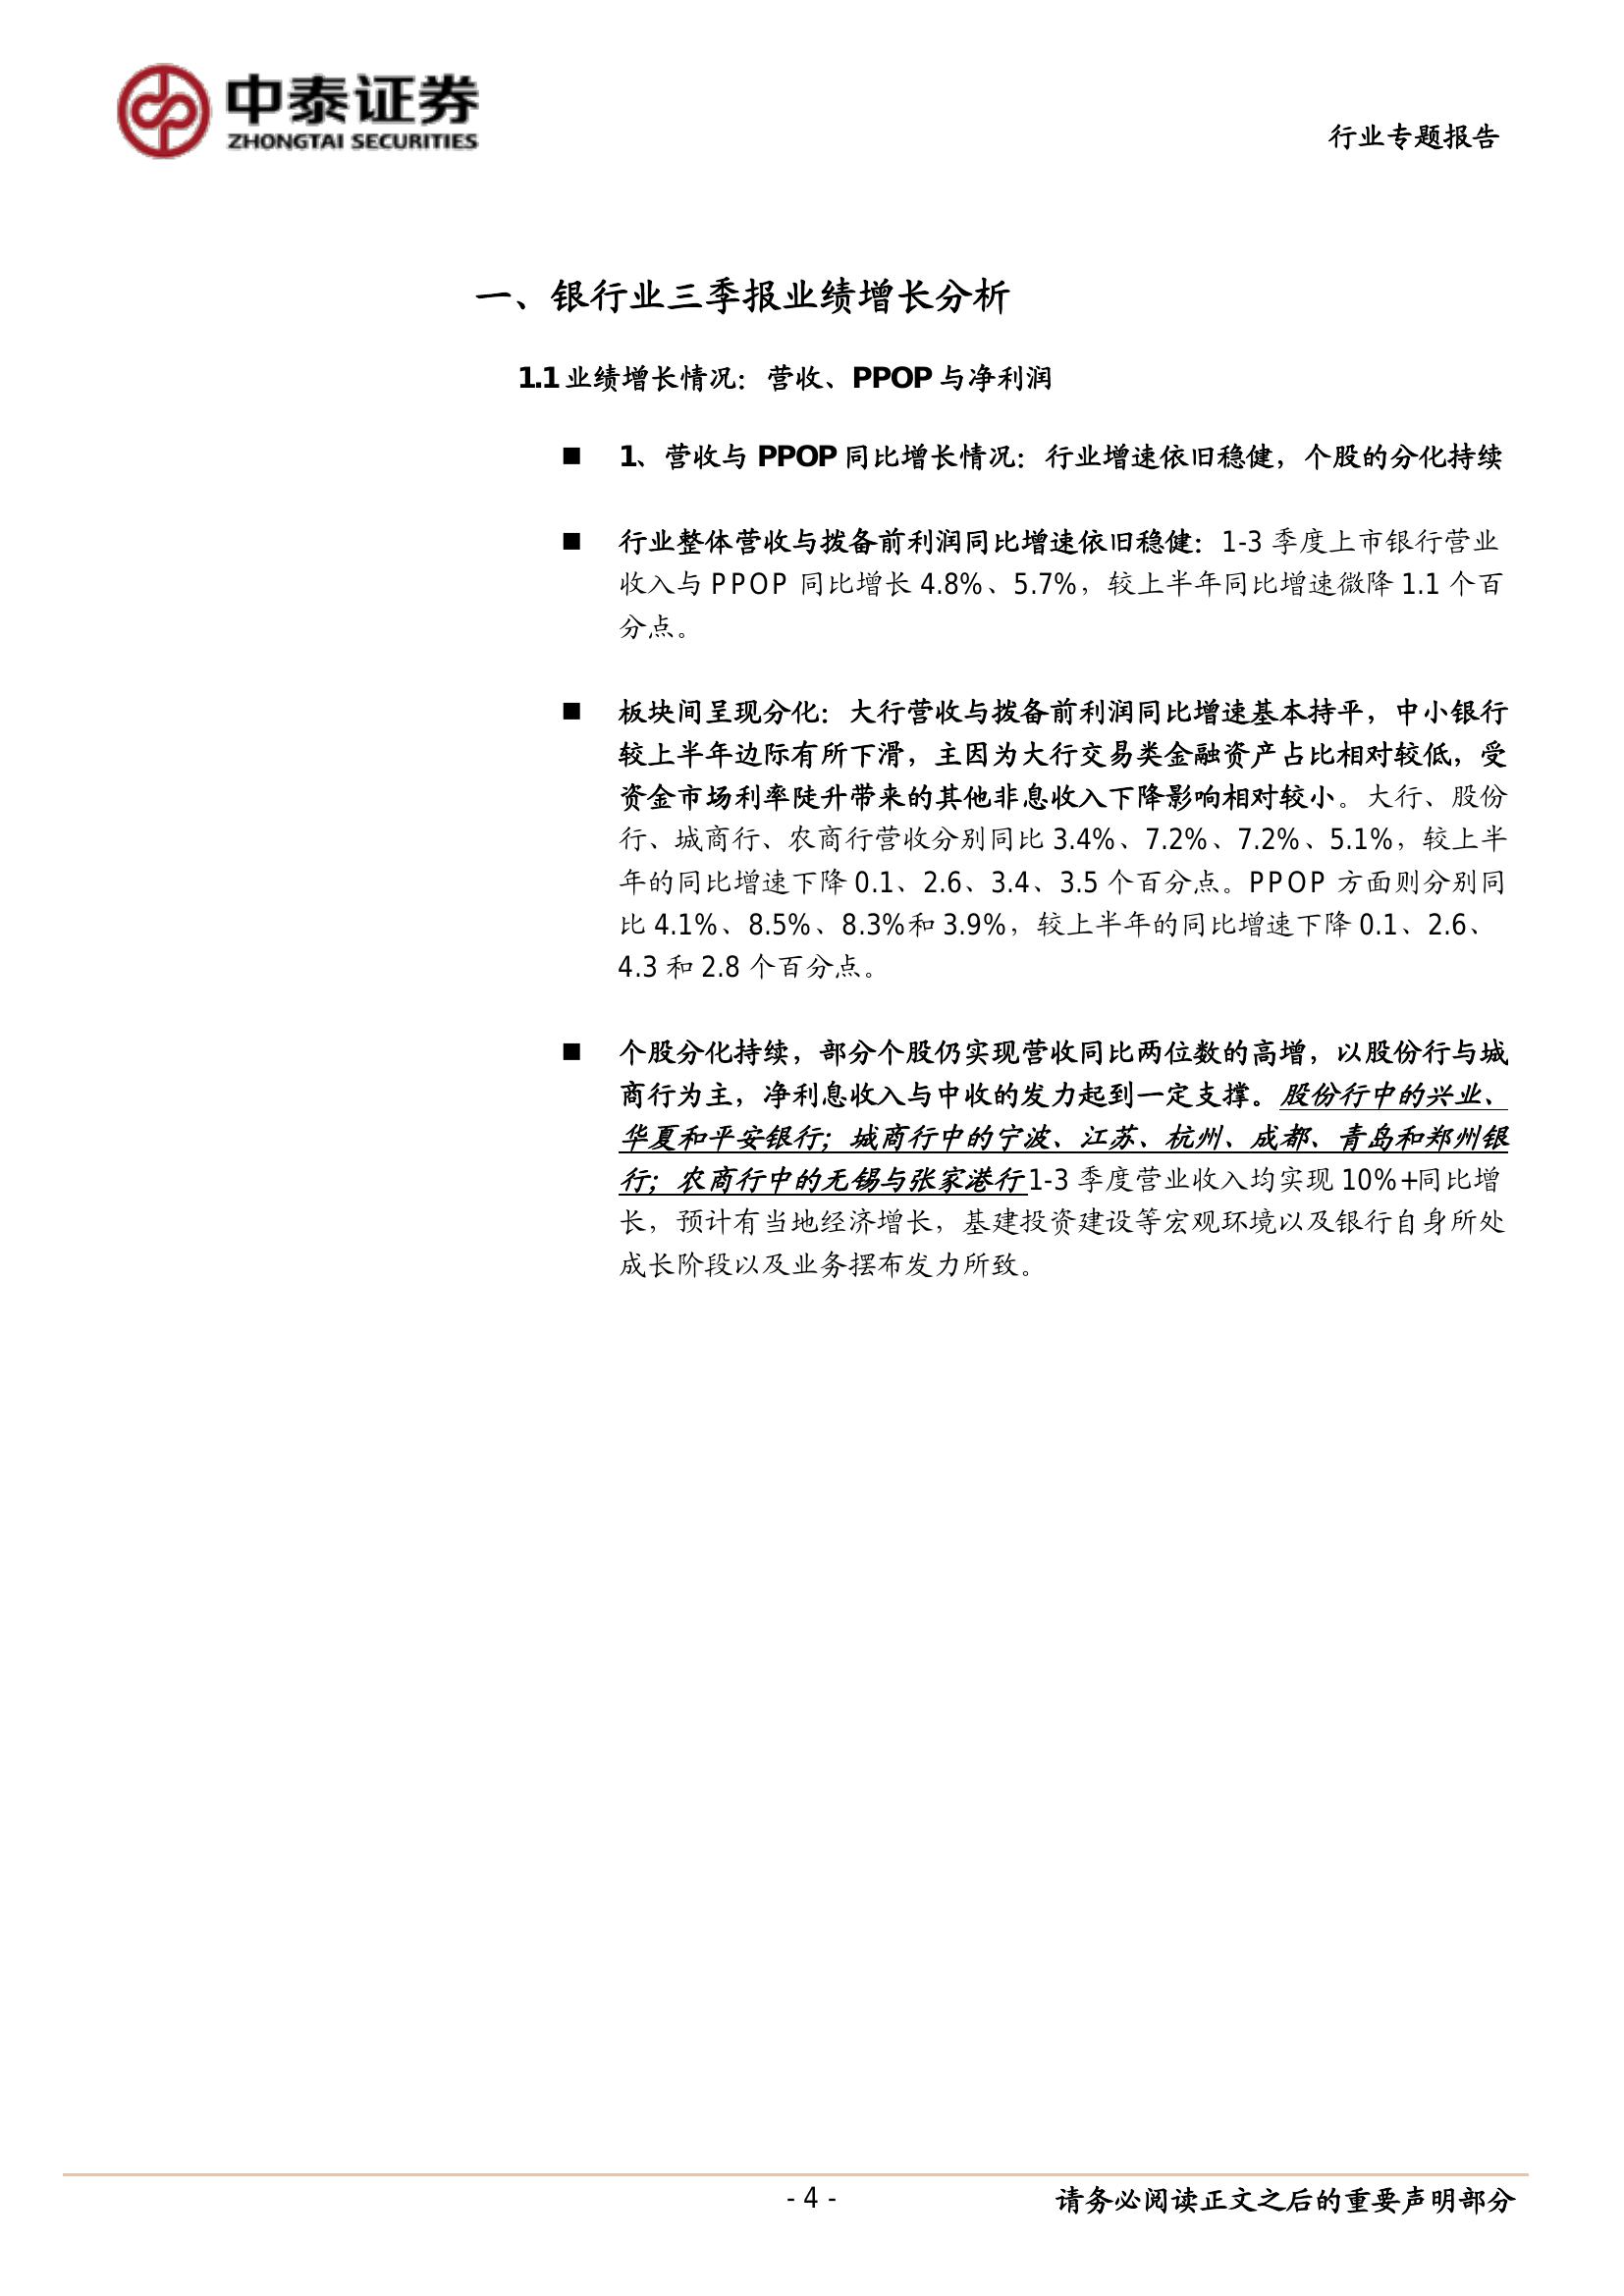 中泰证券
ZHONGTAI SECURITIES
行业专题报告
一、银行业三季报业绩增长分析
1.1 业绩增长情况：营收、PPOP 与净利润
■ 1、营收与 PPOP 同比增长情况：行业增速依旧稳健，个股的分化持续
■ 行业整体营收与拨备前利润同比增速依旧稳健：1-3 季度上市银行营业
收入与 PPOP 同比增长 4.8%、5.7%，较上半年同比增速微降 1.1 个百
分点。
■ 板块间呈现分化：大行营收与拨备前利润同比增速基本持平，中小银行
较上半年边际有所下滑，主因为大行交易类金融资产占比相对较低，受
资金市场利率陡升带来的其他非息收入下降影响相对较小。大行、股份
行、城商行、农商行营收分别同比 3.4%、7.2%、7.2%、5.1%，较上半
年的同比增速下降 0.1、2.6、3.4、3.5 个百分点。PPOP 方面则分别同
比 4.1%、8.5%、8.3%和 3.9%，较上半年的同比增速下降 0.1、2.6、
4.3 和 2.8 个百分点。
■ 个股分化持续，部分个股仍实现营收同比两位数的高增，以股份行与城
商行为主，净利息收入与中收的发力起到一定支撑。股份行中的兴业、
华夏和平安银行；城商行中的宁波、江苏、杭州、成都、青岛和郑州银
行；农商行中的无锡与张家港行 1-3 季度营业收入均实现 10%+同比增
长，预计有当地经济增长，基建投资建设等宏观环境以及银行自身所处
成长阶段以及业务摆布发力所致。
- 4 -
请务必阅读正文之后的重要声明部分